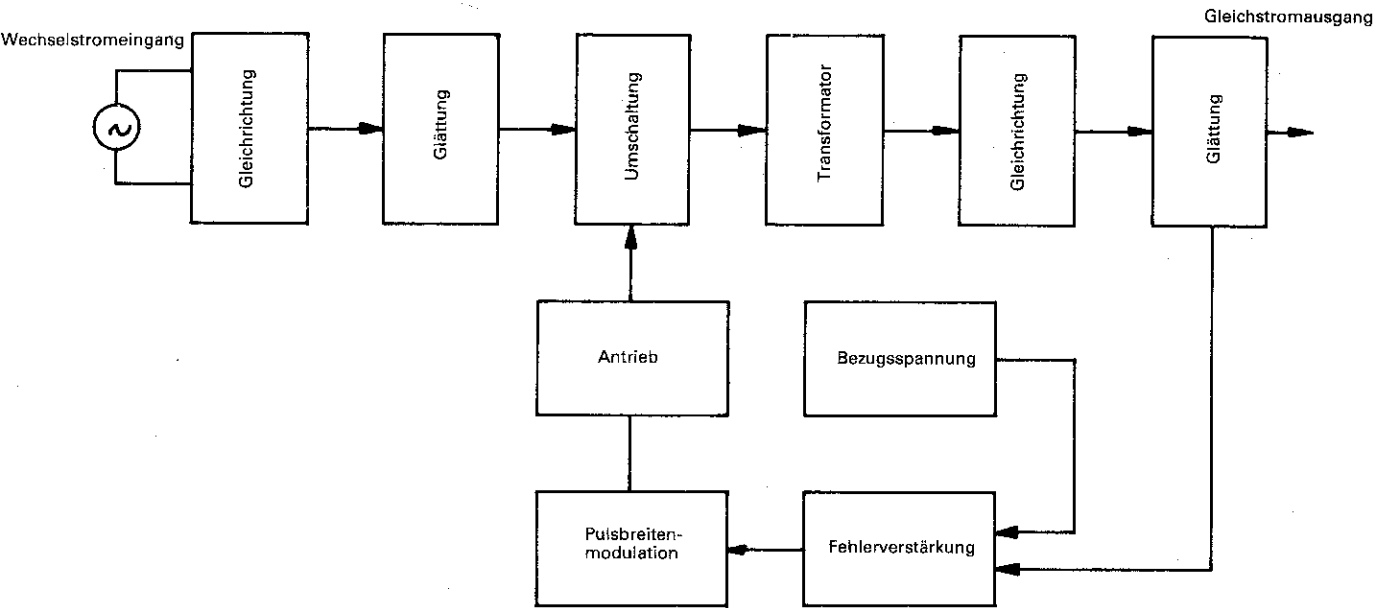 Gleichstromausgang
Wechselstromeingang
Gleichrichtung
Glättung
Umschaltung
Transformator
Gleichrichtung
Glättung
Antrieb
Bezugsspannung
Pulsbreiten-
modulation
Fehlerverstärkung